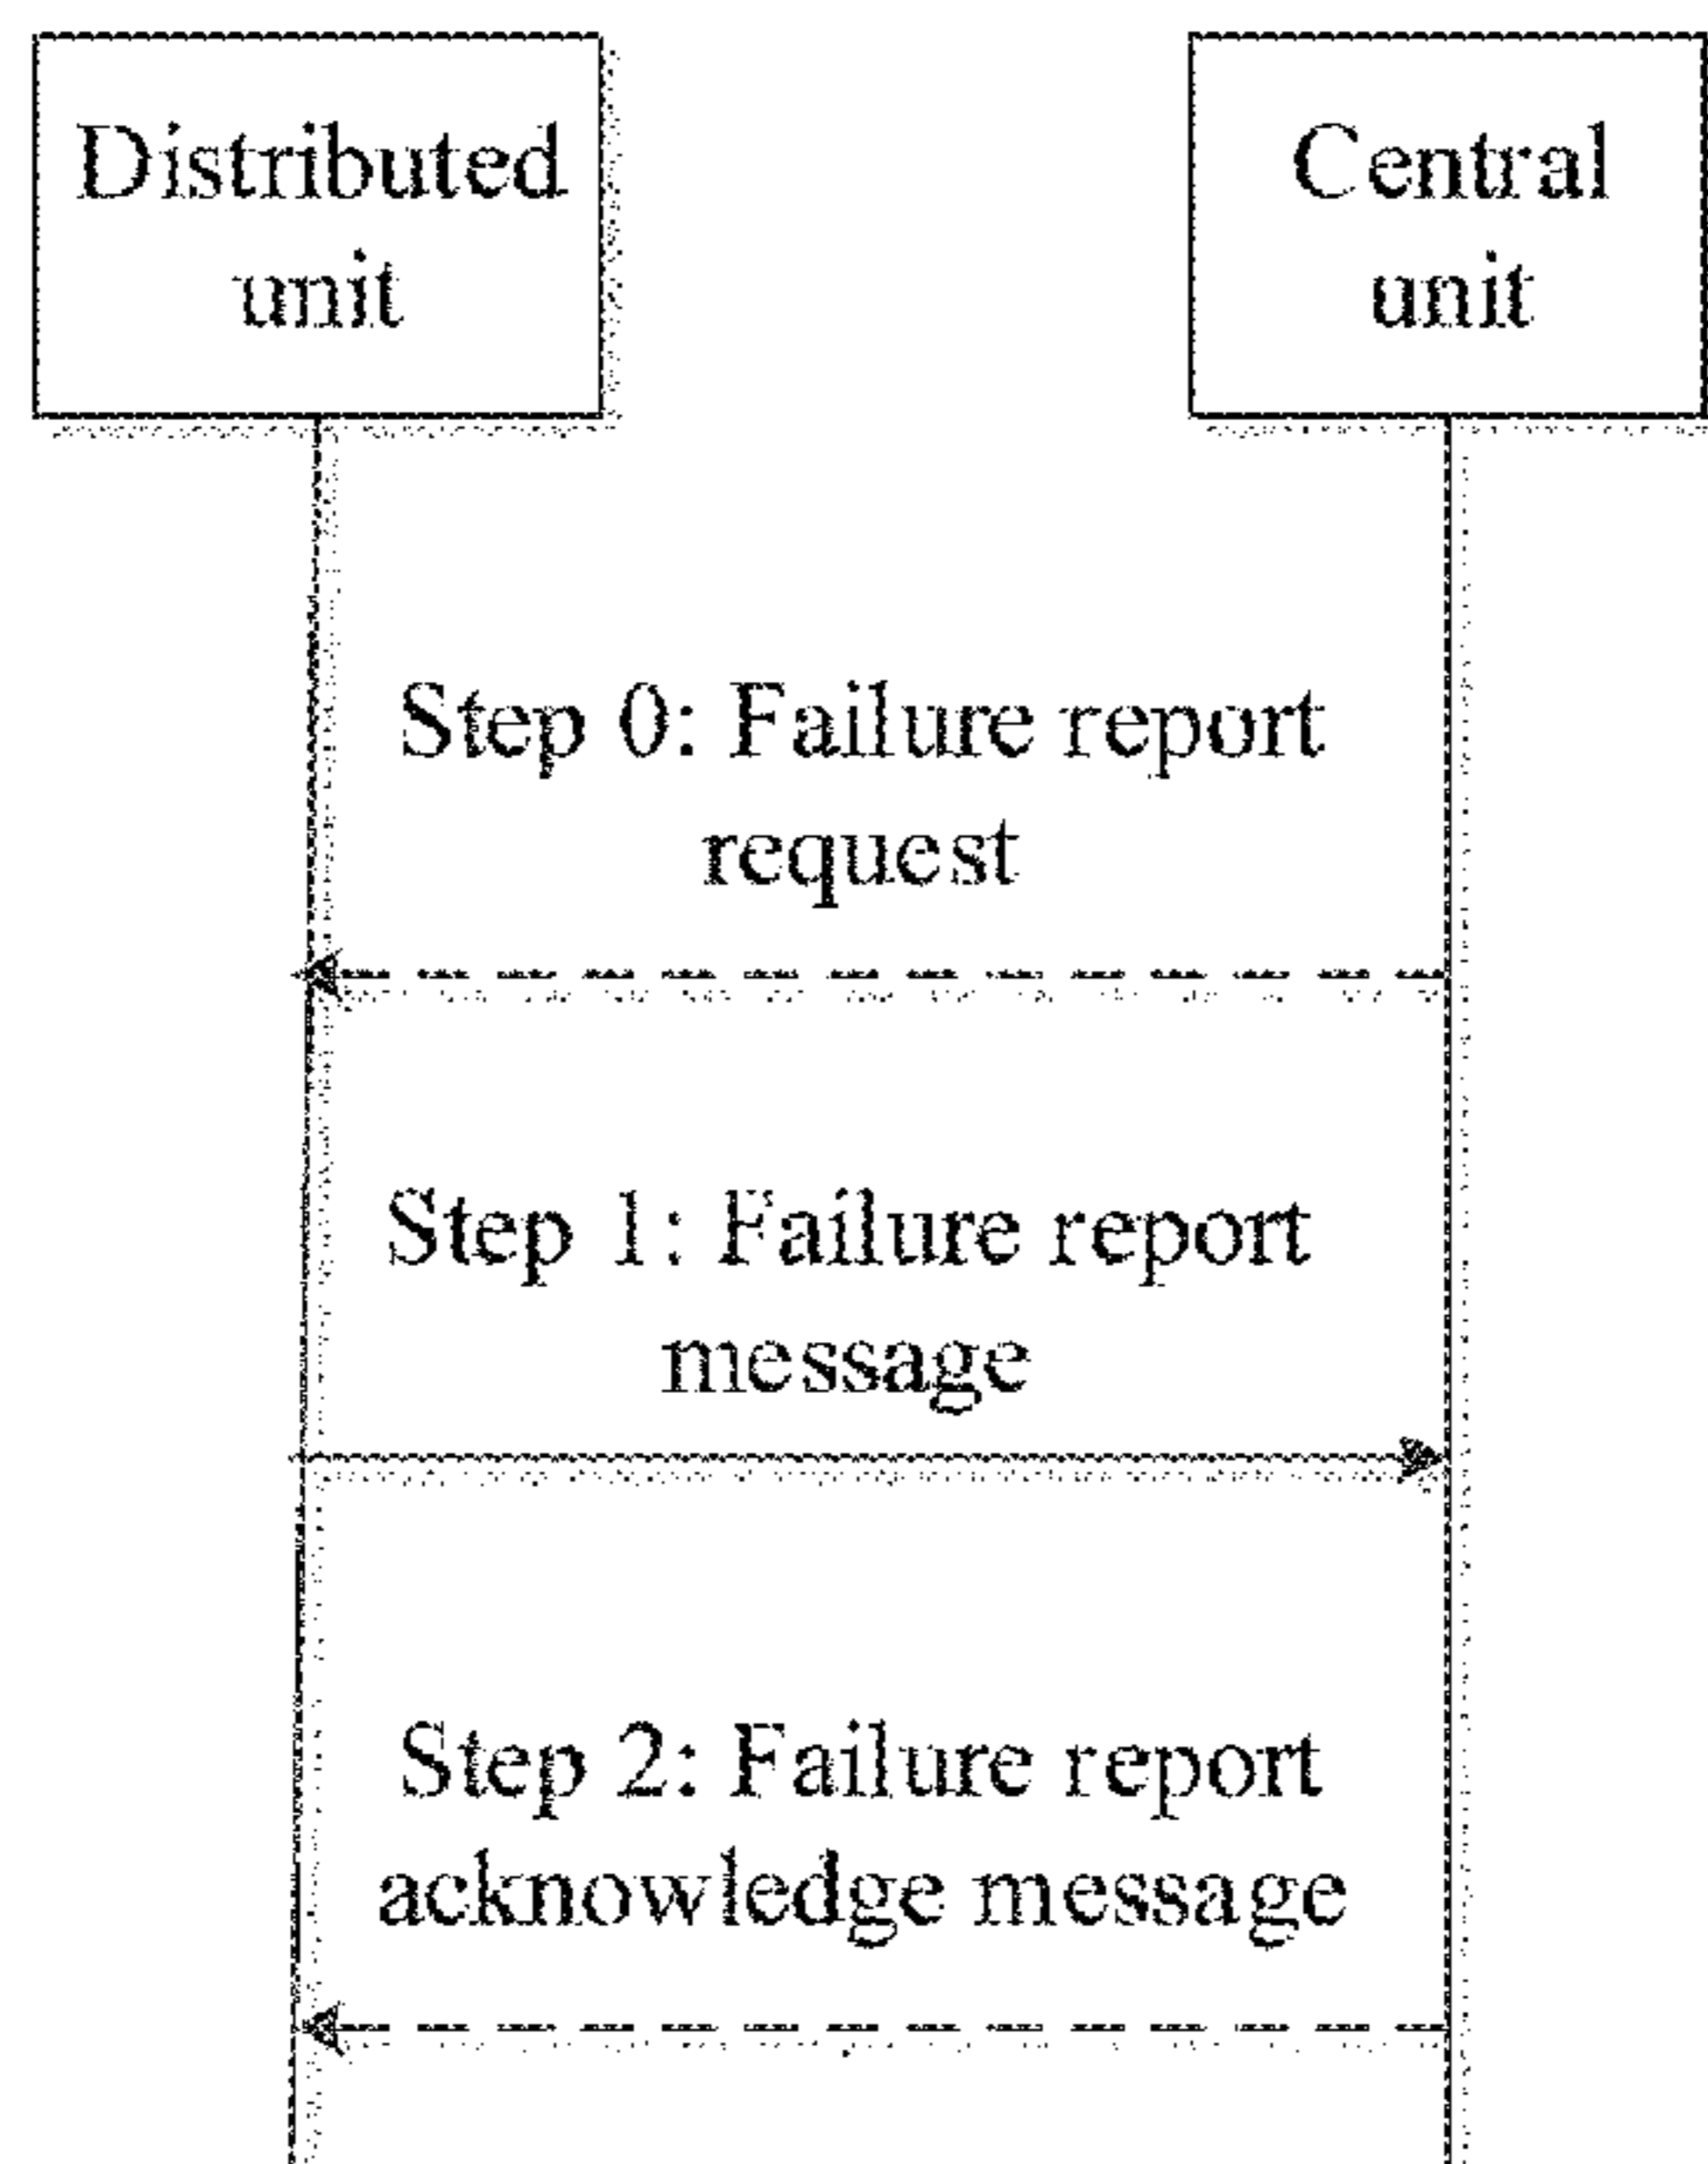 Distributed
unit
Central
unit
Step 0: Failure report
request
Step 1: Failure report
message
Step 2: Failure report
acknowledge message